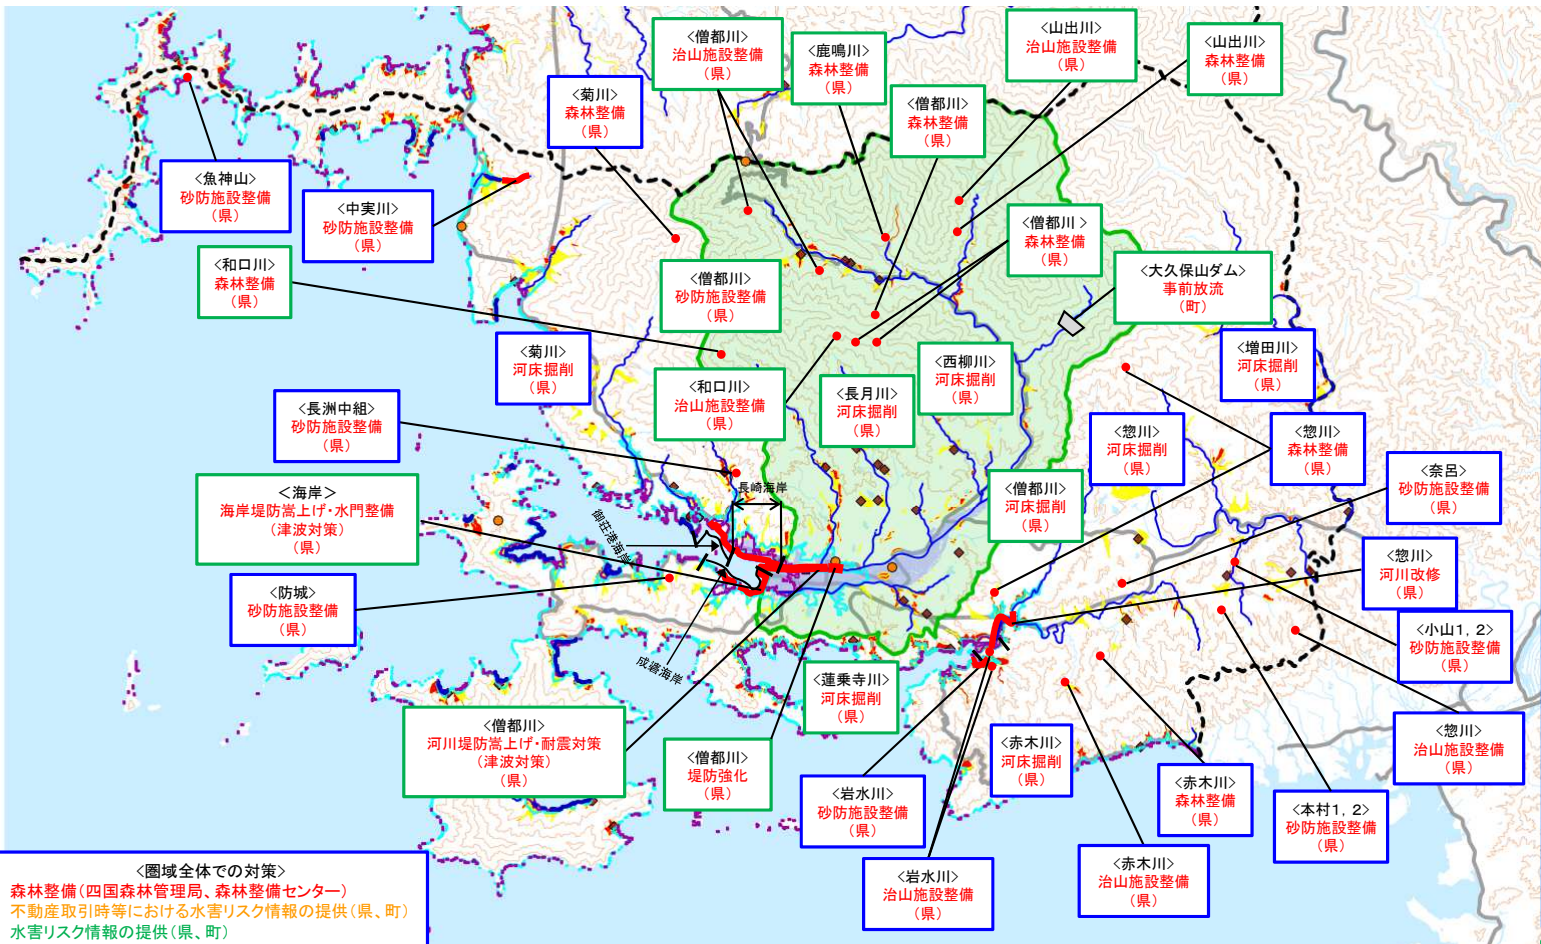 ＜僧都川＞
治山施設整備
（県）
＜鹿鳴川＞
森林整備
（県）
＜山出川＞
治山施設整備
（県）
＜山出川＞
森林整備
（県）
＜菊川＞
森林整備
（県）
＜僧都川＞
森林整備
（県）
＜魚神山＞
砂防施設整備
（県）
＜中実川＞
砂防施設整備
（県）
＜僧都川＞
森林整備
（県）
＜和口川＞
森林整備
（県）
＜僧都川＞
砂防施設整備
（県）
＜大久保山ダム＞
事前放流
（町）
＜菊川＞
河床掘削
（県）
＜増田川＞
河床掘削
（県）
＜西柳川＞
河床掘削
（県）
＜和口川＞
治山施設整備
（県）
＜長月川＞
河床掘削
（県）
＜長洲中組＞
砂防施設整備
（県）
＜惣川＞
河床掘削
（県）
＜惣川＞
森林整備
（県）
＜奈呂＞
砂防施設整備
（県）
＜海岸＞
海岸堤防嵩上げ・水門整備
（津波対策）
（県）
長崎海岸
＜僧都川＞
河床掘削
（県）
御荘港海岸
＜惣川＞
河川改修
（県）
＜防城＞
砂防施設整備
（県）
＜小山1，2＞
砂防施設整備
（県）
成碆海岸
＜蓮乗寺川＞
河床掘削
（県）
＜僧都川＞
河川堤防嵩上げ・耐震対策
（津波対策）
（県）
＜僧都川＞
堤防強化
（県）
＜赤木川＞
河床掘削
（県）
＜惣川＞
治山施設整備
（県）
＜岩水川＞
砂防施設整備
（県）
＜赤木川＞
森林整備
（県）
＜本村1，2＞
砂防施設整備
（県）
＜岩水川＞
治山施設整備
（県）
＜赤木川＞
治山施設整備
（県）
＜圏域全体での対策＞
森林整備（四国森林管理局、森林整備センター）
不動産取引時等における水害リスク情報の提供（県、町）
水害リスク情報の提供（県、町）